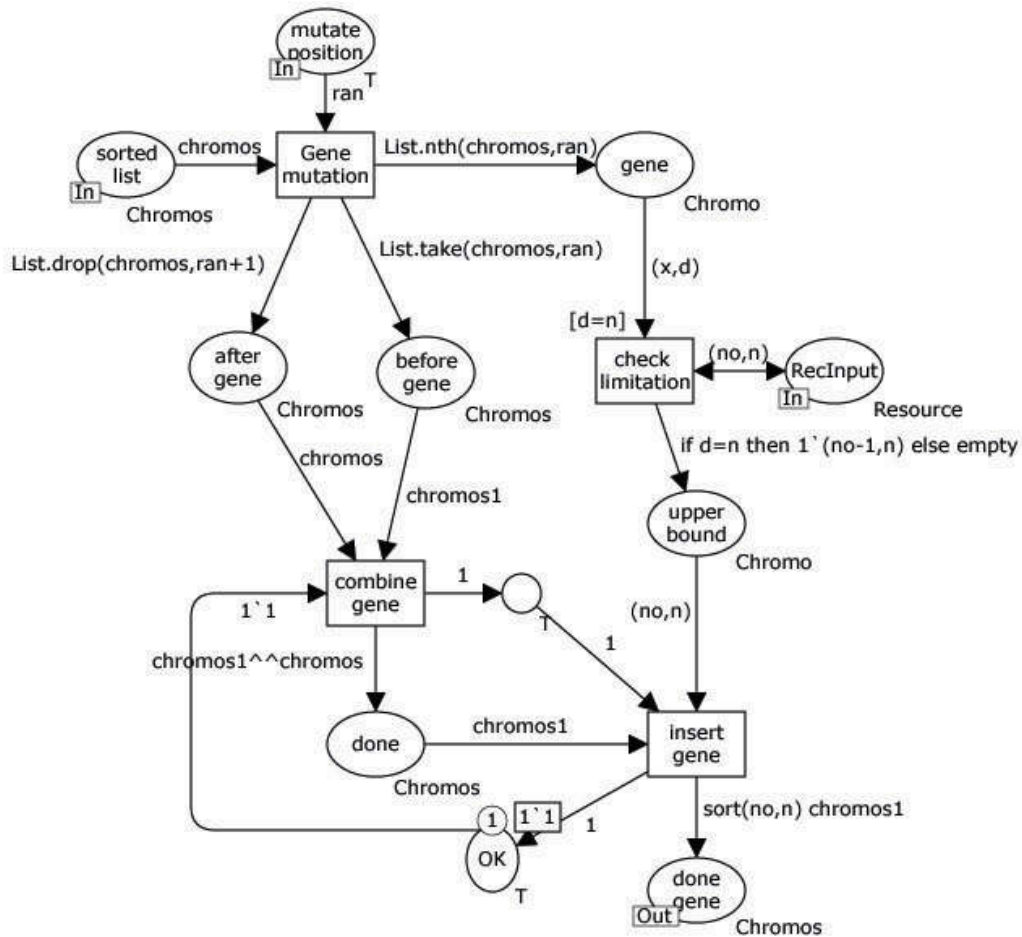 mutate
position
In
T
ran
sorted
list
In
Chromos
chromos
Gene
mutation
List.nth(chromos,ran)
gene
Chromo
List.drop(chromos,ran+1)
List.take(chromos,ran)
(x,d)
[d=n]
check
limitation
(no,n)
RecInput
In
Resource
after
gene
Chromos
before
gene
Chromos
if d=n then 1`(no-1,n) else empty
chromos
chromos1
upper
bound
Chromo
combine
gene
1
T
1`1
1
(no,n)
chromos1^^chromos
done
Chromos
chromos1
insert
gene
1
1`1
1
OK
T
sort(no,n) chromos1
done
gene
Out
Chromos